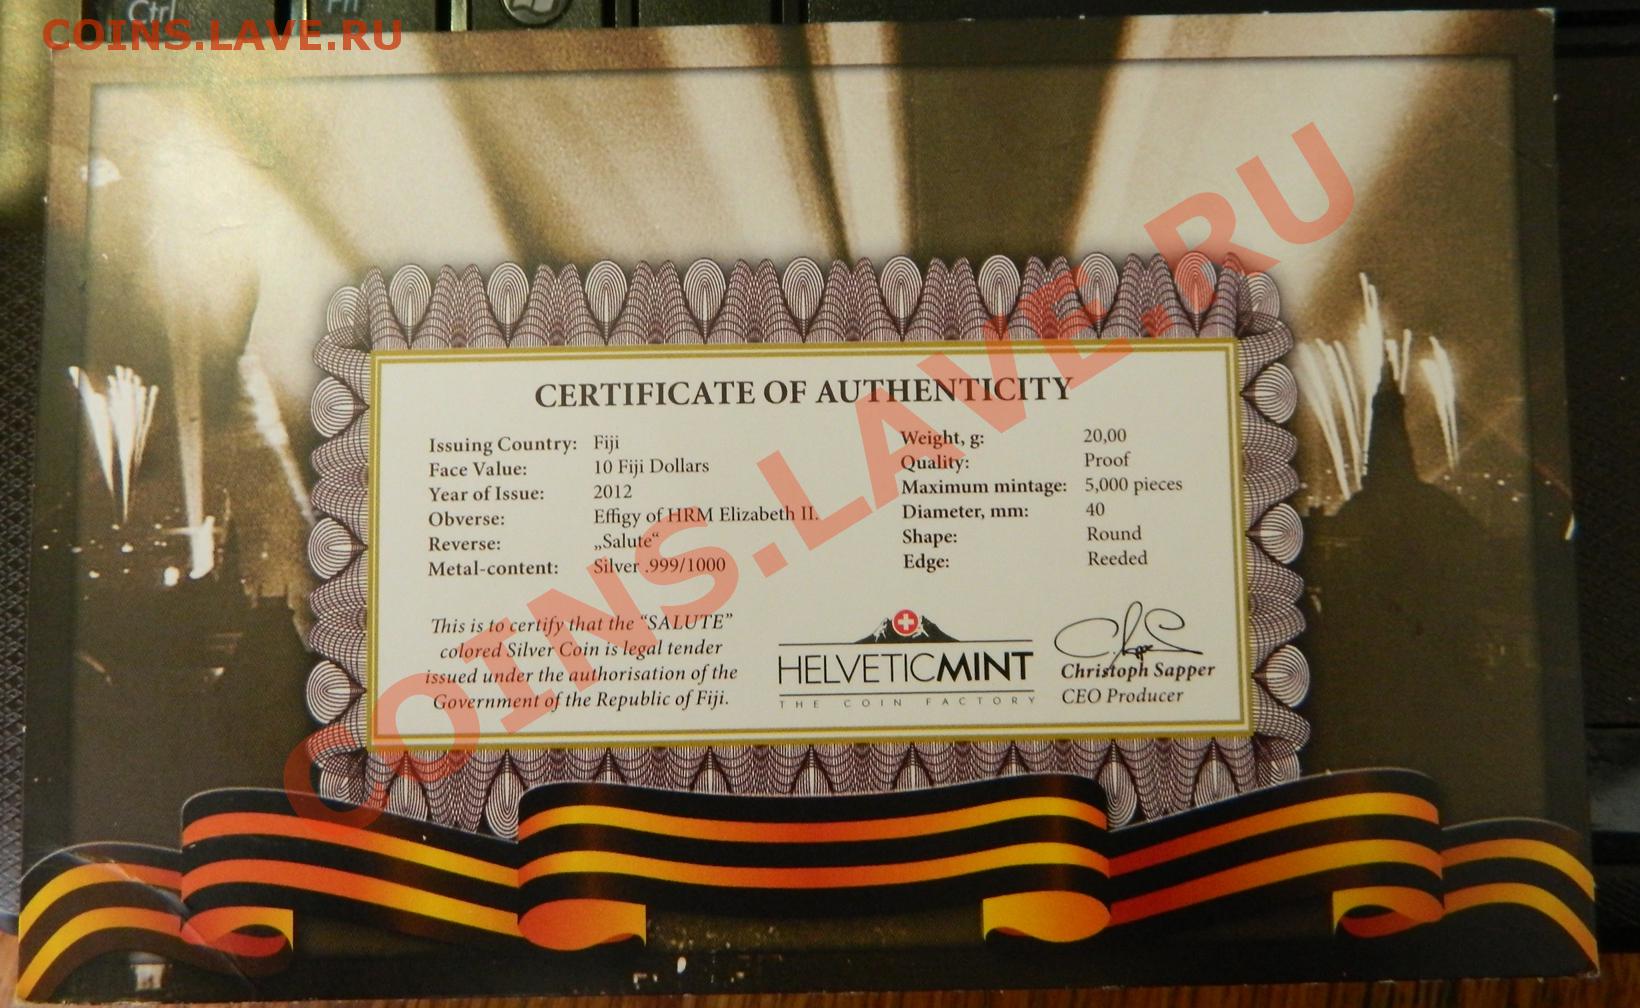 Ctrl
COINS.LAVE.RU
COINS.LAVE.RU
CERTIFICATE OF AUTHENTICITY
Issuing Country: Fiji
Face Value: 10 Fiji Dollars
Year of Issue: 2012
Obverse: Effigy of HRM Elizabeth II.
Reverse: „Salute“
Metal-content: Silver .999/1000
Weight, g: 20,00
Quality: Proof
Maximum mintage: 5,000 pieces
Diameter, mm: 40
Shape: Round
Edge: Reeded
This is to certify that the “SALUTE”
colored Silver Coin is legal tender
issued under the authorisation of the
Government of the Republic of Fiji.
HELVETICMINT
THE COIN FACTORY
Christoph Sapper
CEO Producer